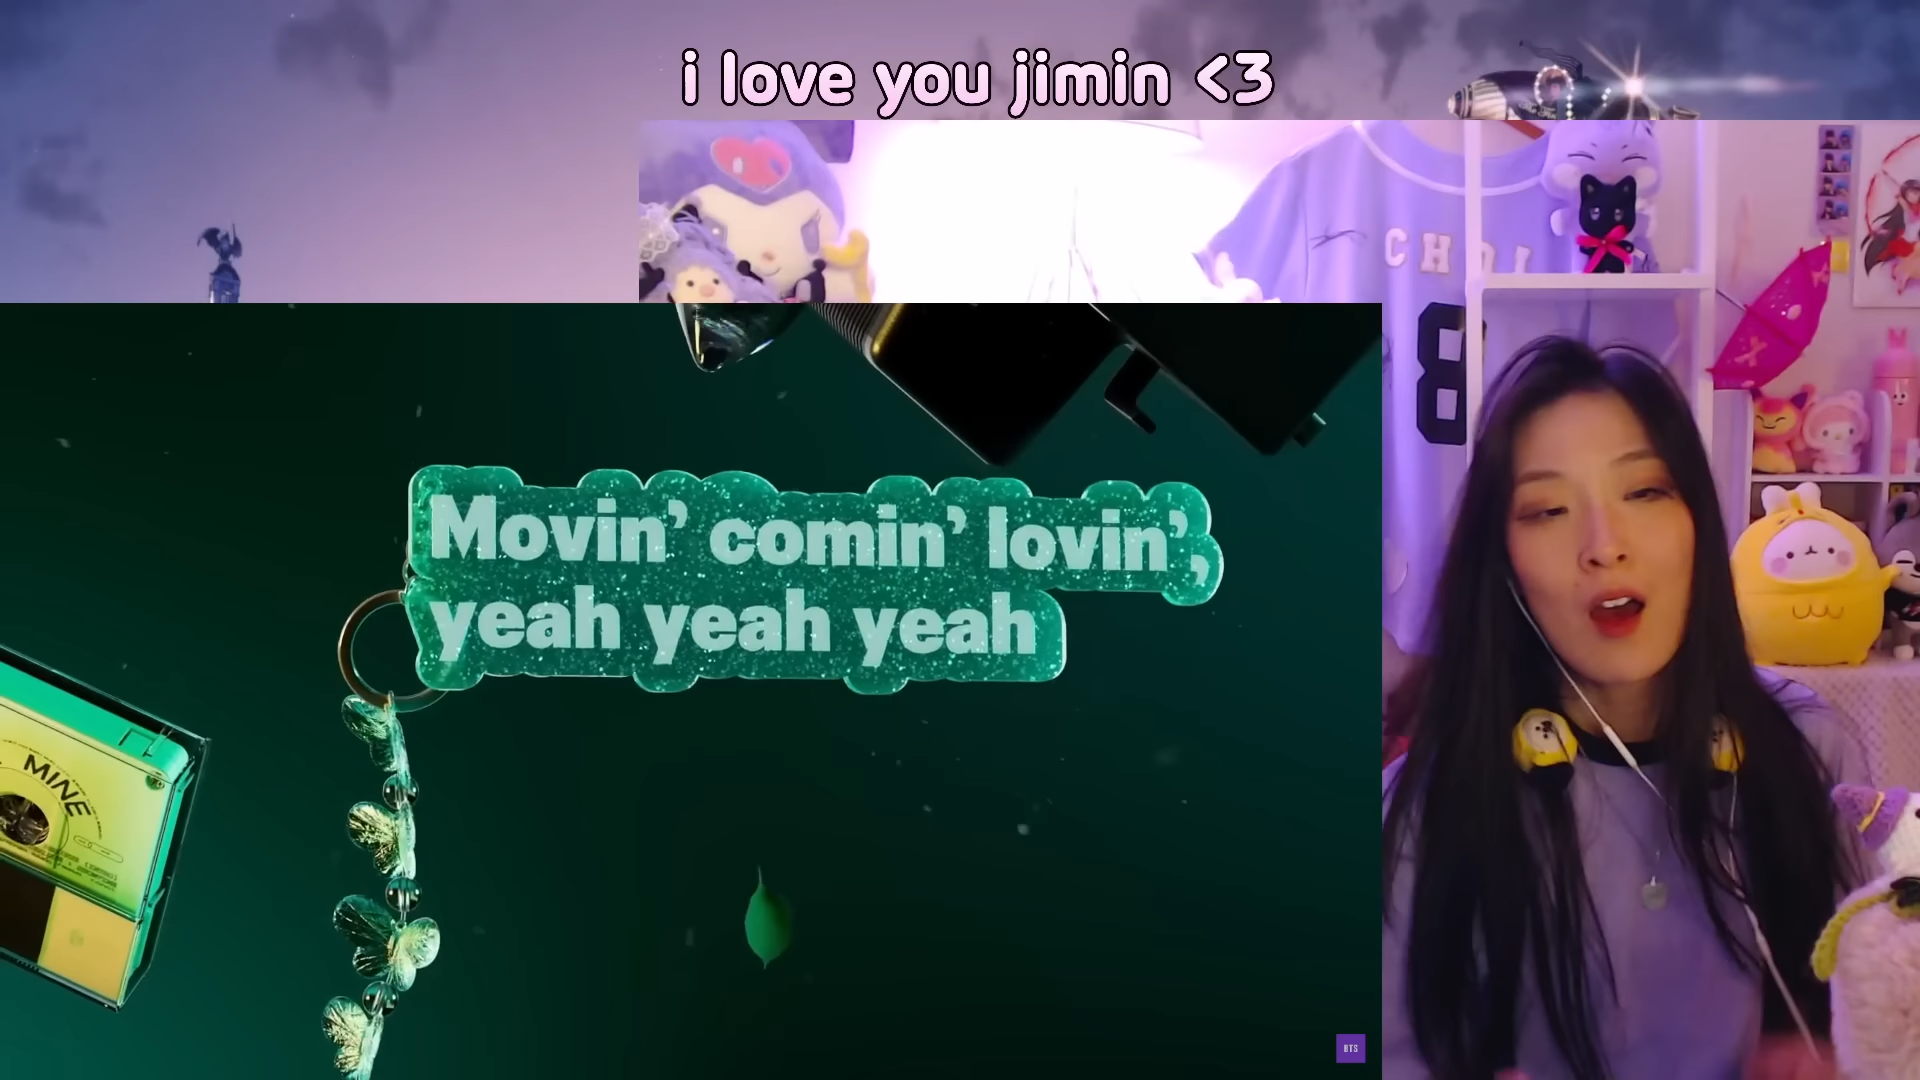 i love you jimin <3
CHOI
8
Movin' comin' lovin',
yeah yeah yeah
MINE
BTS